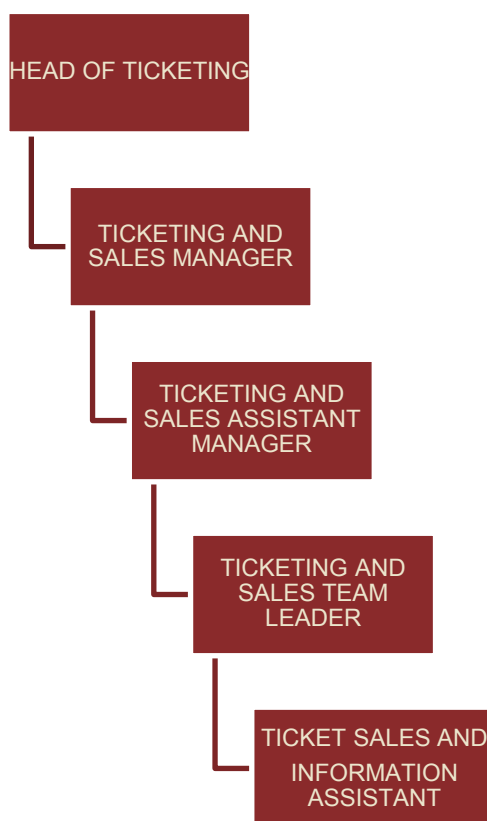 HEAD OF TICKETING
TICKETING AND
SALES MANAGER
TICKETING AND
SALES ASSISTANT
MANAGER
TICKETING AND
SALES TEAM
LEADER
TICKET SALES AND
INFORMATION
ASSISTANT